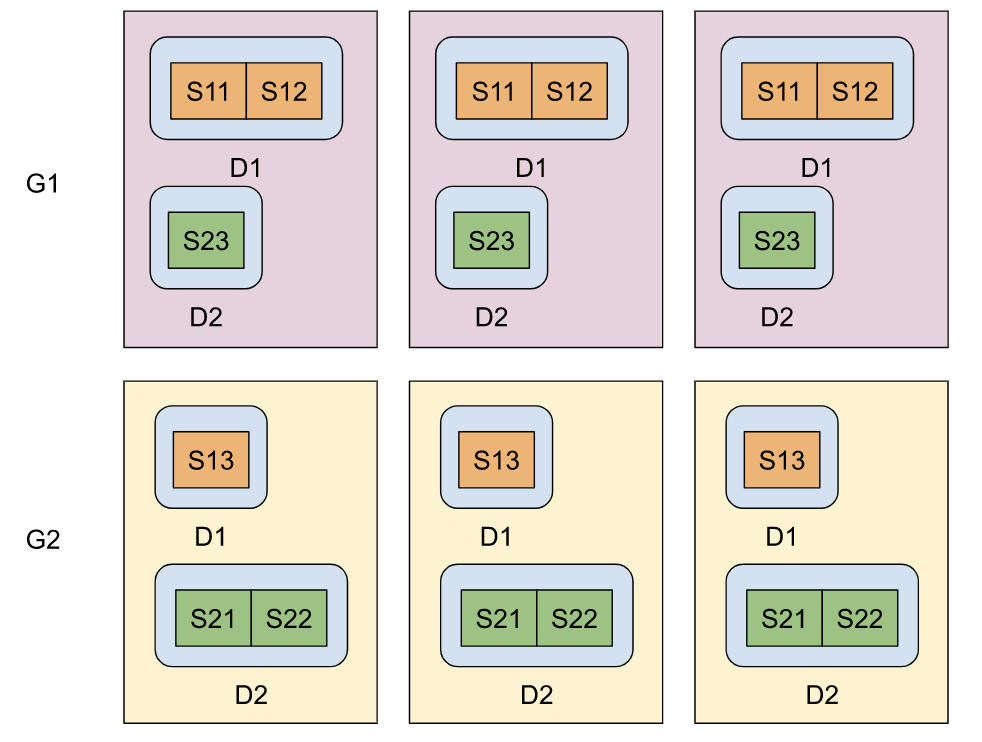 S11 S12 S11 S12 S11 S12
D1 D1 D1
G1
S23 S23 S23
D2 D2 D2
S13 S13 S13
D1 D1 D1
G2
S21 S22 S21 S22 S21 S22
D2 D2 D2